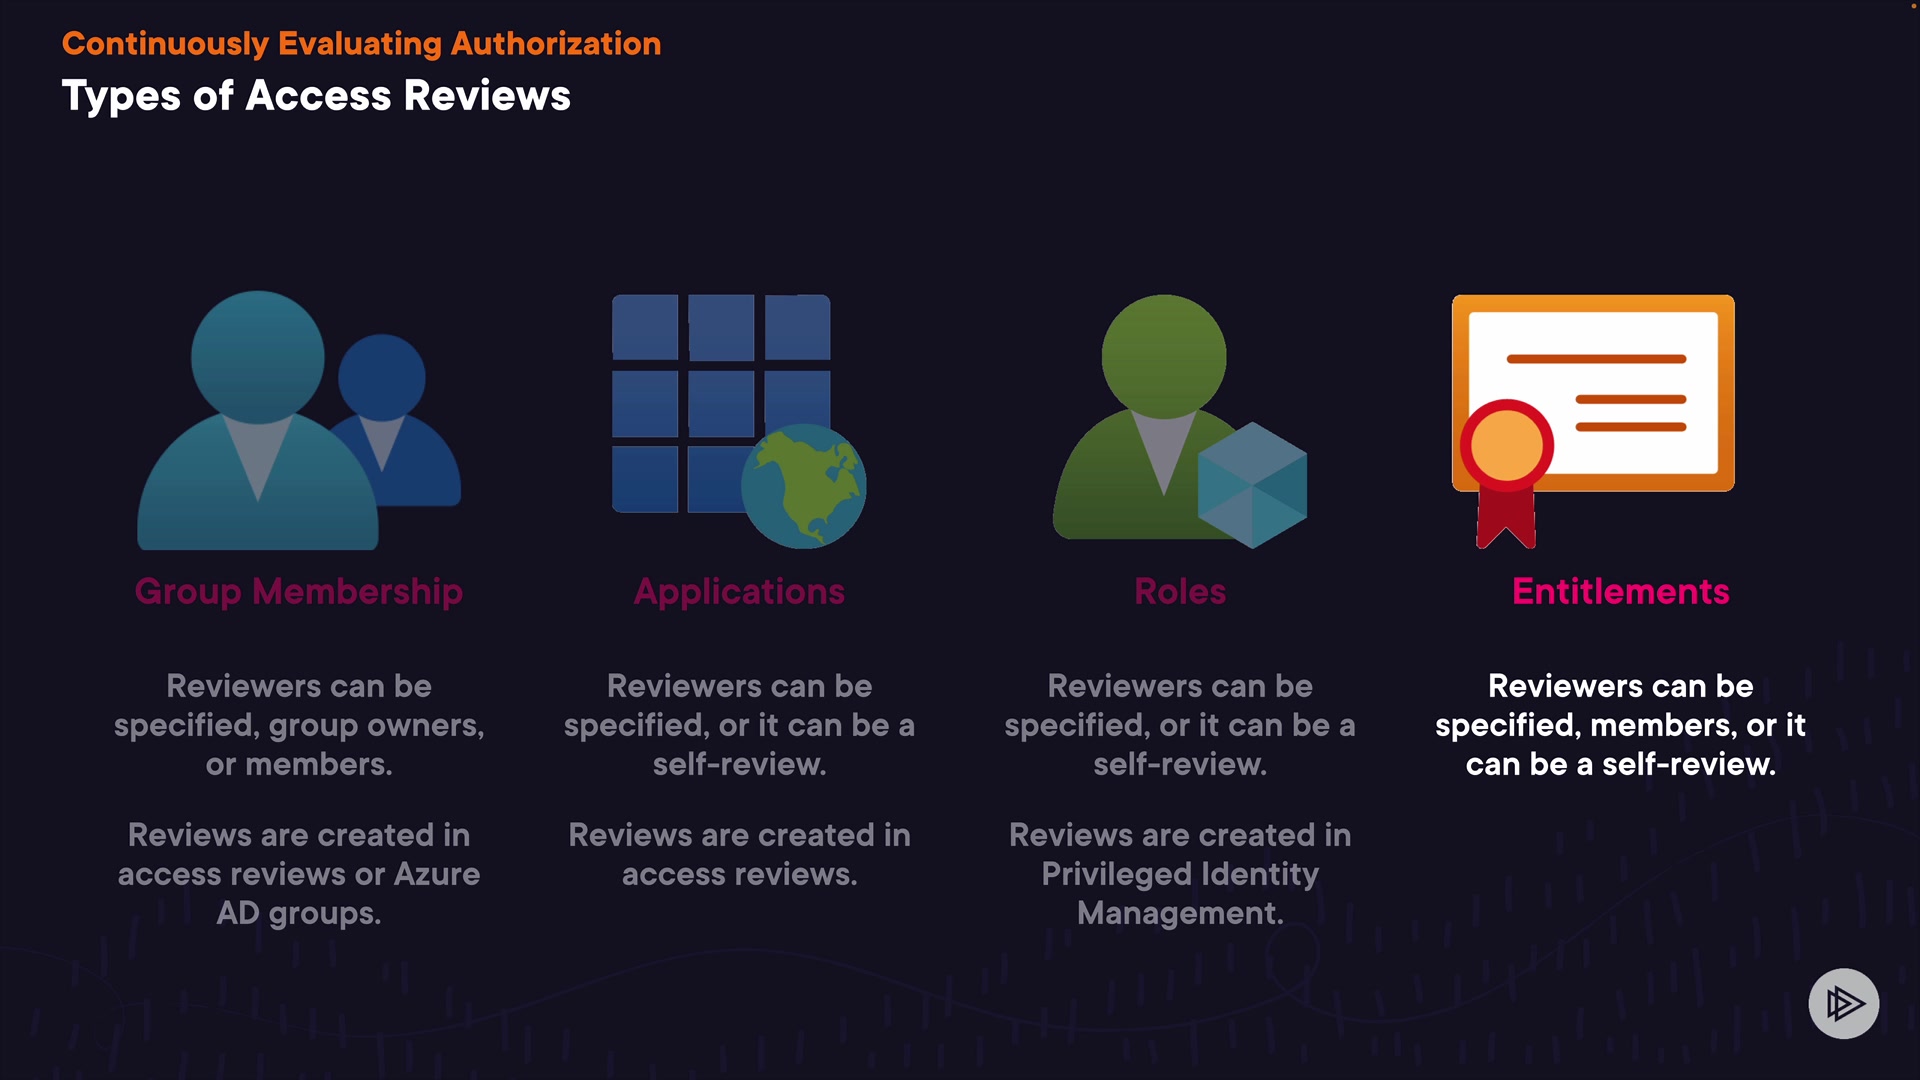 Continuously Evaluating Authorization
Types of Access Reviews
Group Membership
Reviewers can be
specified, group owners,
or members.
Reviews are created in
access reviews or Azure
AD groups.
Applications
Reviewers can be
specified, or it can be a
self-review.
Reviews are created in
access reviews.
Roles
Reviewers can be
specified, or it can be a
self-review.
Reviews are created in
Privileged Identity
Management.
Entitlements
Reviewers can be
specified, members, or it
can be a self-review.